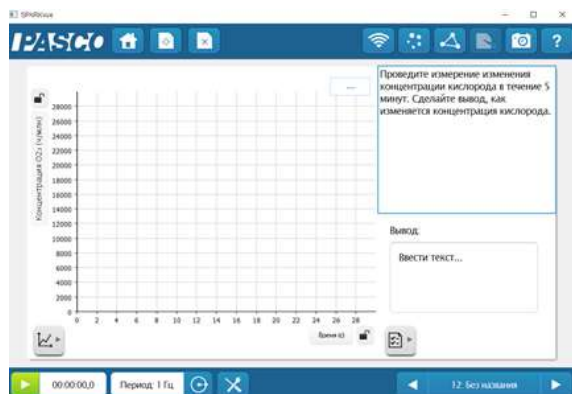 SPARKvue
PASCO
?
...
Проведите измерение изменения
концентрации кислорода в течение 5
минут. Сделайте вывод, как
изменяется концентрация кислорода.
Концентрация O2з (ч/млн)
28000
26000
24000
22000
20000
18000
16000
14000
12000
10000
8000
6000
4000
2000
0
0 2 4 6 8 10 12 14 16 18 20 22 24 26 28
Время (с)
Вывод:
Ввести текст...
00:00:00,0
Период: 1 Гц
12: Без названия